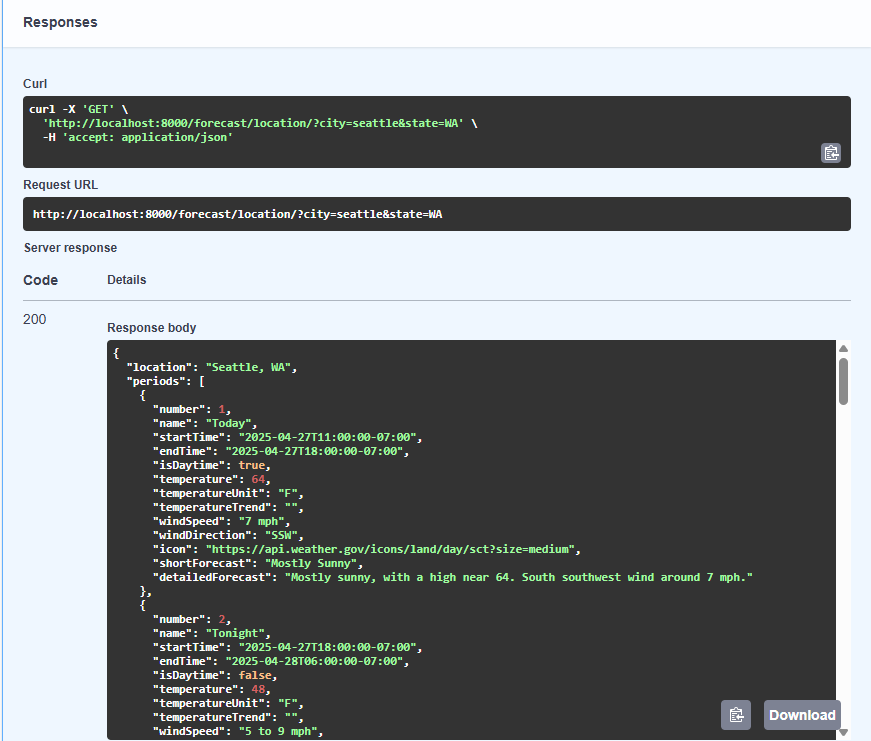 Responses
Curl
curl -X 'GET' \
  'http://localhost:8000/forecast/location/?city=seattle&state=WA' \
  -H 'accept: application/json'
Request URL
http://localhost:8000/forecast/location/?city=seattle&state=WA
Server response
Code Details
200
Response body
{
  "location": "Seattle, WA",
  "periods": [
    {
      "number": 1,
      "name": "Today",
      "startTime": "2025-04-27T11:00:00-07:00",
      "endTime": "2025-04-27T18:00:00-07:00",
      "isDaytime": true,
      "temperature": 64,
      "temperatureUnit": "F",
      "temperatureTrend": "",
      "windSpeed": "7 mph",
      "windDirection": "SSW",
      "icon": "https://api.weather.gov/icons/land/day/sct?size=medium",
      "shortForecast": "Mostly Sunny",
      "detailedForecast": "Mostly sunny, with a high near 64. South southwest wind around 7 mph."
    },
    {
      "number": 2,
      "name": "Tonight",
      "startTime": "2025-04-27T18:00:00-07:00",
      "endTime": "2025-04-28T06:00:00-07:00",
      "isDaytime": false,
      "temperature": 48,
      "temperatureUnit": "F",
      "temperatureTrend": "",
      "windSpeed": "5 to 9 mph",
Download